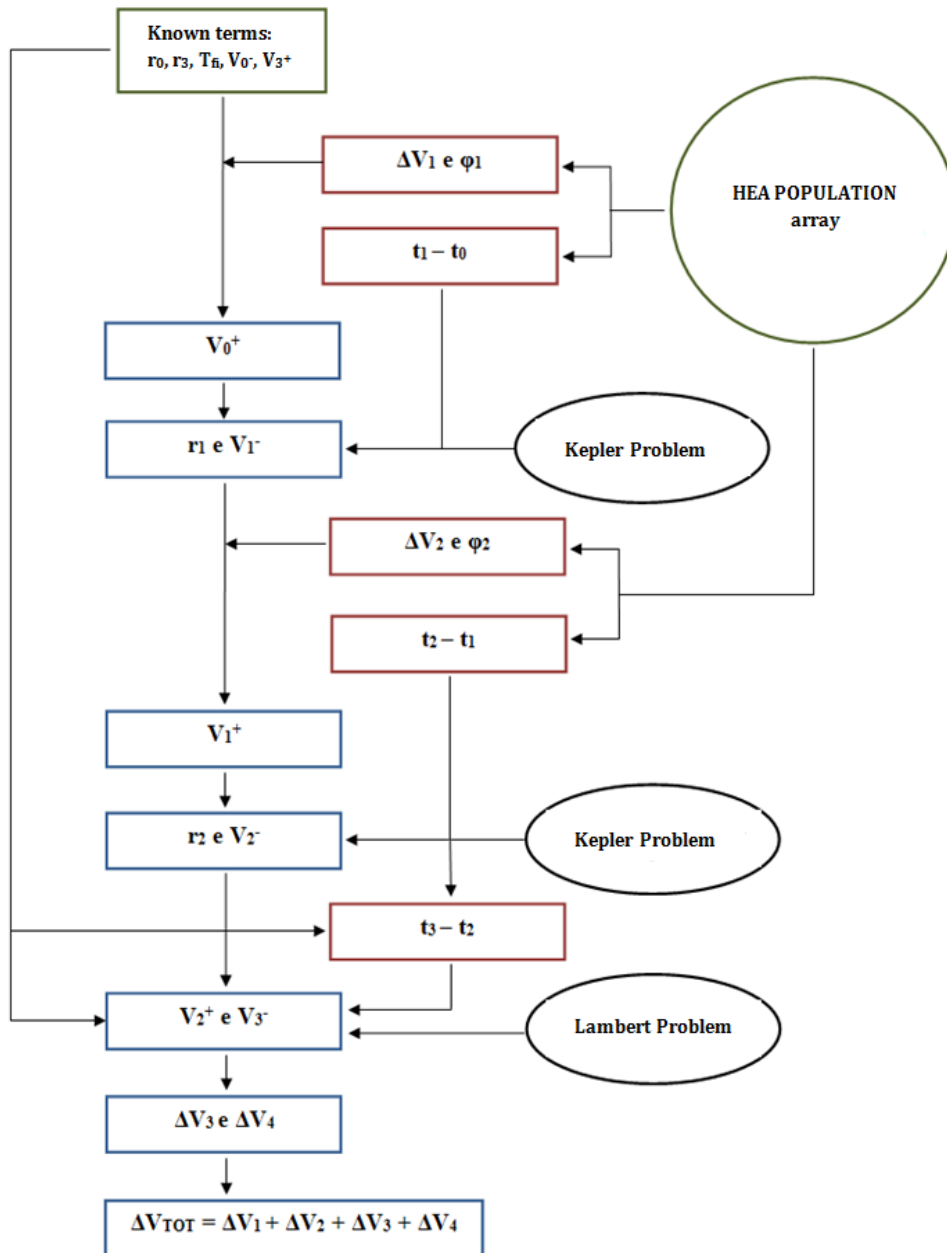 Known terms:
r₀, r₃, T_fi, V₀⁻, V₃⁺
ΔV₁ e φ₁
HEA POPULATION
array
t₁ – t₀
V₀⁺
r₁ e V₁⁻
Kepler Problem
ΔV₂ e φ₂
t₂ – t₁
V₁⁺
r₂ e V₂⁻
Kepler Problem
t₃ – t₂
V₂⁺ e V₃⁻
Lambert Problem
ΔV₃ e ΔV₄
ΔV_TOT = ΔV₁ + ΔV₂ + ΔV₃ + ΔV₄